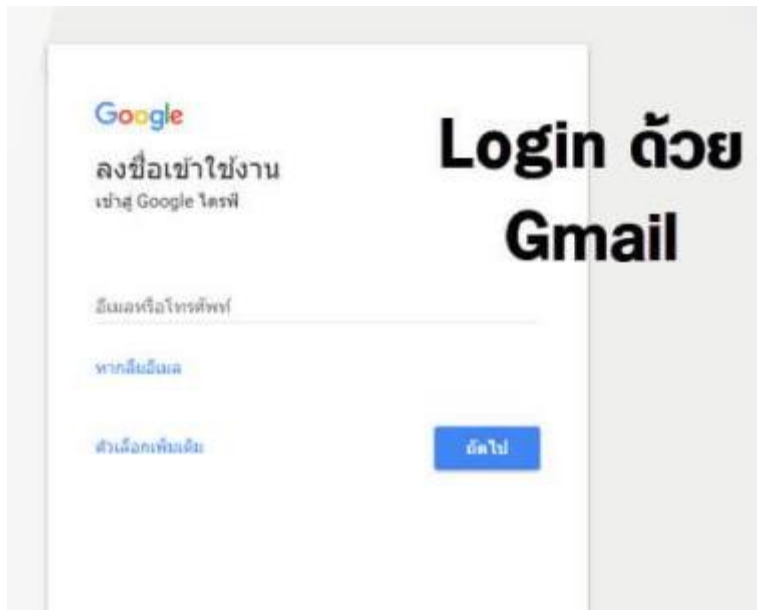 Google
ลงชื่อเข้าใช้งาน
เข้าสู่ Google ไดรฟ์
อีเมลหรือโทรศัพท์
หากลืมอีเมล
ตัวเลือกเพิ่มเติม
ถัดไป
Login ด้วย
Gmail